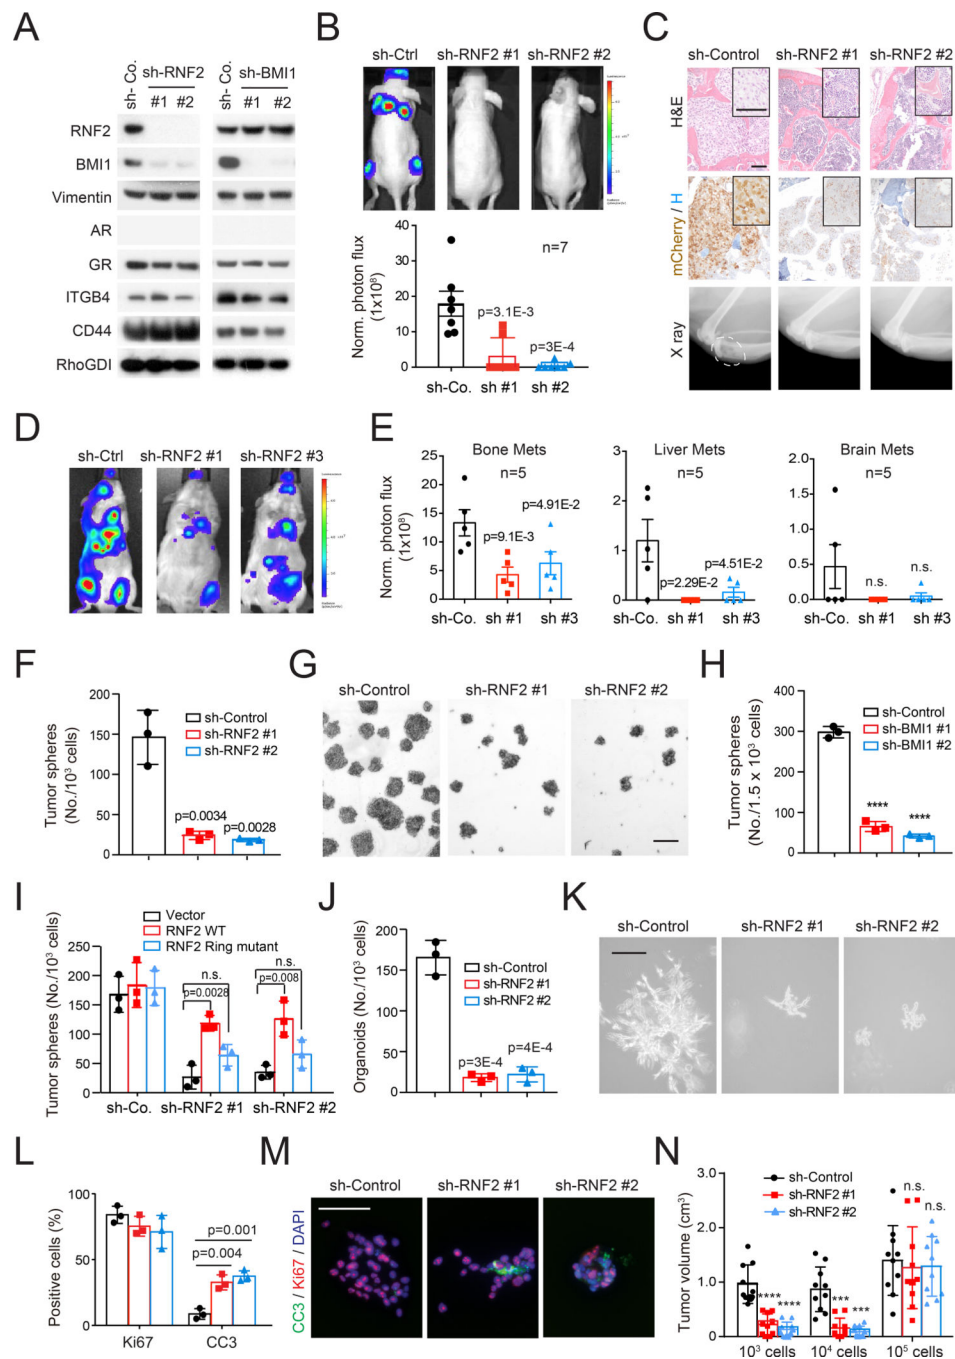 A
sh-Co.
sh-RNF2
#1 #2
sh-Co.
sh-BMI1
#1 #2
RNF2
BMI1
Vimentin
AR
GR
ITGB4
CD44
RhoGDI
B
sh-Ctrl sh-RNF2 #1 sh-RNF2 #2
Norm. photon flux
(1x10⁸)
40
30
20
10
0
n=7
p=3.1E-3
p=3E-4
sh-Co. sh #1 sh #2
C
sh-Control sh-RNF2 #1 sh-RNF2 #2
H&E
mCherry / H
X ray
D
sh-Ctrl sh-RNF2 #1 sh-RNF2 #3
E
Norm. photon flux
(1x10⁸)
Bone Mets
n=5
25
20
15
10
5
0
p=9.1E-3
p=4.91E-2
sh-Co. sh #1 sh #3
Liver Mets
n=5
3
2
1
0
p=2.29E-2
p=4.51E-2
sh-Co. sh #1 sh #3
Brain Mets
n=5
2.0
1.5
1.0
0.5
0.0
n.s.
n.s.
sh-Co. sh #1 sh #3
F
Tumor spheres
(No./10³ cells)
200
150
100
50
0
sh-Control
sh-RNF2 #1
sh-RNF2 #2
p=0.0034
p=0.0028
G
sh-Control sh-RNF2 #1 sh-RNF2 #2
H
Tumor spheres
(No./1.5 x 10³ cells)
400
300
200
100
0
sh-Control
sh-BMI1 #1
sh-BMI1 #2
****
****
I
Tumor spheres (No./10³ cells)
Vector
RNF2 WT
RNF2 Ring mutant
250
200
150
100
50
0
n.s.
p=0.0028
n.s.
p=0.008
sh-Co. sh-RNF2 #1 sh-RNF2 #2
J
Organoids (No./10³ cells)
200
150
100
50
0
sh-Control
sh-RNF2 #1
sh-RNF2 #2
p=3E-4
p=4E-4
K
sh-Control sh-RNF2 #1 sh-RNF2 #2
L
Positive cells (%)
100
50
0
p=0.001
p=0.004
Ki67 CC3
M
sh-Control sh-RNF2 #1 sh-RNF2 #2
CC3 / Ki67 / DAPI
N
Tumor volume (cm³)
3.0
2.0
1.0
0.0
sh-Control
sh-RNF2 #1
sh-RNF2 #2
****
****
***
***
n.s.
n.s.
10³ cells 10⁴ cells 10⁵ cells